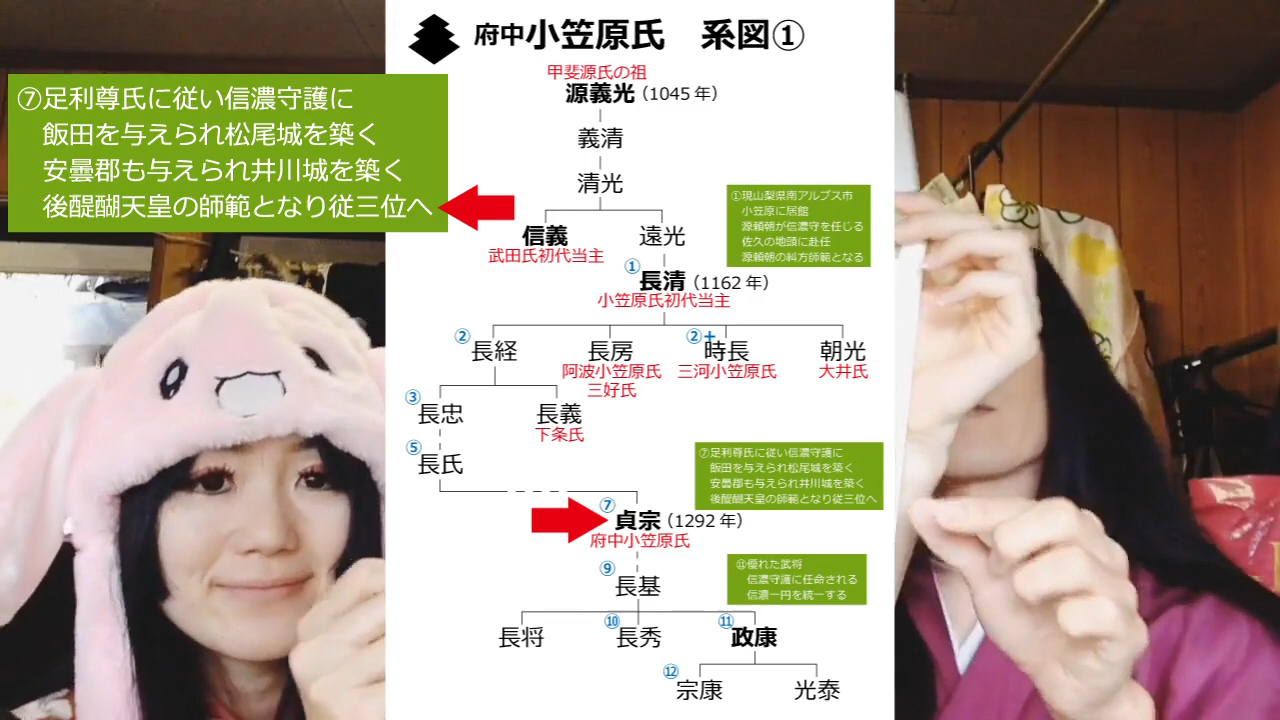 府中小笠原氏 系図①
⑦足利尊氏に従い信濃守護に
飯田を与えられ松尾城を築く
安曇郡も与えられ井川城を築く
後醍醐天皇の師範となり従三位へ
甲斐源氏の祖
源義光(1045年)
義清
清光
信義
武田氏初代当主
遠光
①現山梨県南アルプス市
小笠原に居館
源頼朝が信濃守を任じる
佐久の地頭に赴任
源頼朝の糾方師範となる
①
長清(1162年)
小笠原氏初代当主
②
長経
長房
阿波小笠原氏
三好氏
②+
時長
三河小笠原氏
朝光
大井氏
③
長忠
長義
下条氏
⑤
長氏
⑦足利尊氏に従い信濃守護に
飯田を与えられ松尾城を築く
安曇郡も与えられ井川城を築く
後醍醐天皇の師範となり従三位へ
⑦
貞宗(1292年)
府中小笠原氏
⑨
長基
⑪優れた武将
信濃守護に任命される
信濃一円を統一する
長将
⑩
長秀
⑪
政康
⑫
宗康
光泰